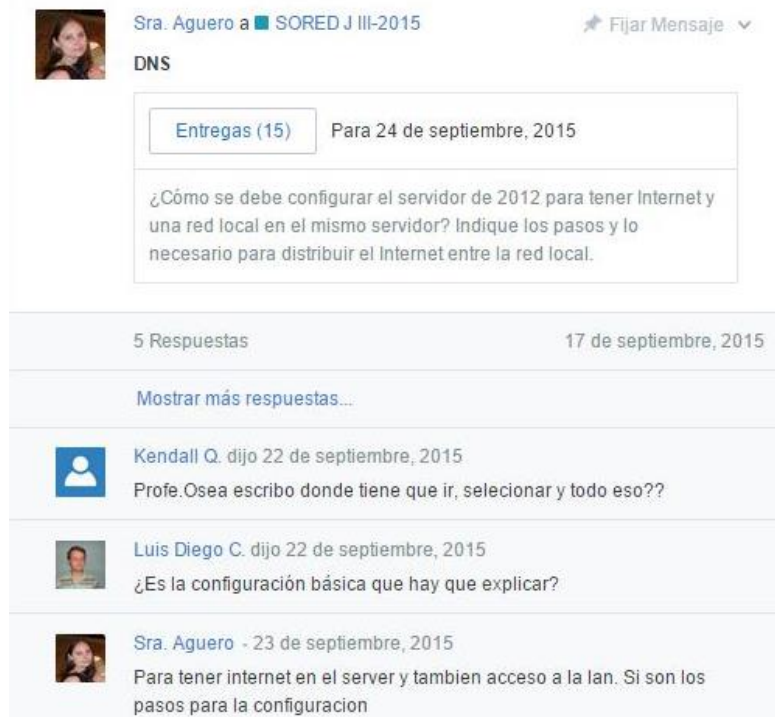 Sra. Aguero a SORED J III-2015
Fijar Mensaje
DNS
Entregas (15) Para 24 de septiembre, 2015
¿Cómo se debe configurar el servidor de 2012 para tener Internet y
una red local en el mismo servidor? Indique los pasos y lo
necesario para distribuir el Internet entre la red local.
5 Respuestas 17 de septiembre, 2015
Mostrar más respuestas...
Kendall Q. dijo 22 de septiembre, 2015
Profe.Osea escribo donde tiene que ir, selecionar y todo eso??
Luis Diego C. dijo 22 de septiembre, 2015
¿Es la configuración básica que hay que explicar?
Sra. Aguero - 23 de septiembre, 2015
Para tener internet en el server y tambien acceso a la lan. Si son los
pasos para la configuracion